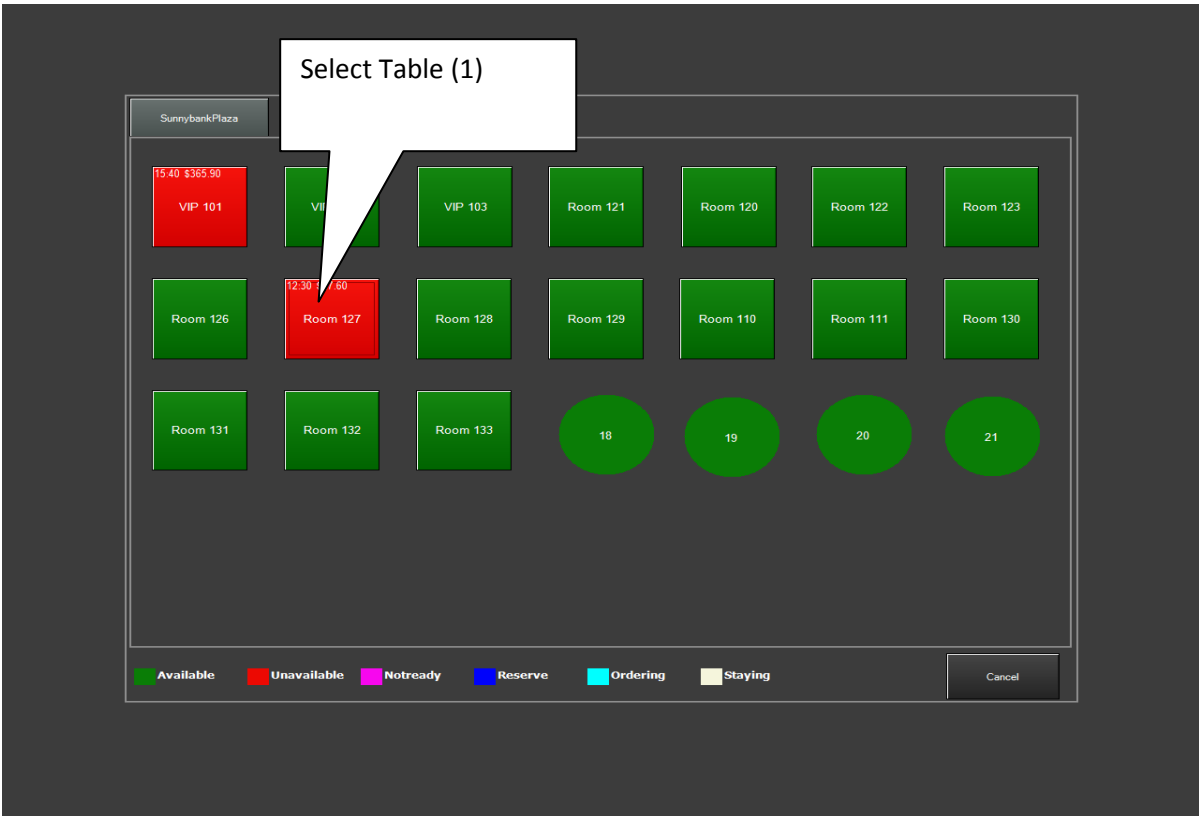 Select Table (1)
SunnybankPlaza
15:40 $365.90
VIP 101
VIP 103
Room 121
Room 120
Room 122
Room 123
12:30
Room 126
Room 127
Room 128
Room 129
Room 110
Room 111
Room 130
Room 131
Room 132
Room 133
18
19
20
21
Available Unavailable Notready Reserve Ordering Staying
Cancel